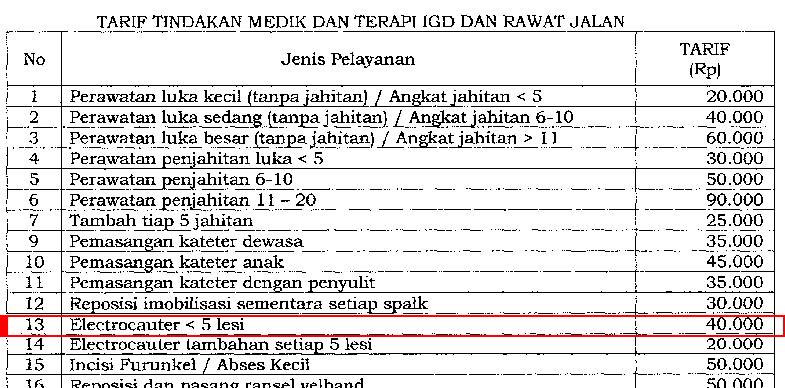 TARIF TINDAKAN MEDIK DAN TERAPI IGD DAN RAWAT JALAN
No Jenis Pelayanan TARIF (Rp)
1 Perawatan luka kecil (tanpa jahitan) / Angkat jahitan < 5 20.000
2 Perawatan luka sedang (tanpa jahitan) / Angkat jahitan 6-10 40.000
3 Perawatan luka besar (tanpa jahitan) / Angkat jahitan > 11 60.000
4 Perawatan penjahitan luka < 5 30.000
5 Perawatan penjahitan 6-10 50.000
6 Perawatan penjahitan 11 – 20 90.000
7 Tambah tiap 5 jahitan 25.000
9 Pemasangan kateter dewasa 35.000
10 Pemasangan kateter anak 45.000
11 Pemasangan kateter dengan penyulit 35.000
12 Reposisi imobilisasi sementara setiap spalk 30.000
13 Electrocauter < 5 lesi 40.000
14 Electrocauter tambahan setiap 5 lesi 20.000
15 Incisi Furunkel / Abses Kecil 50.000
16 Reposisi dan pasang ransel velband 50.000